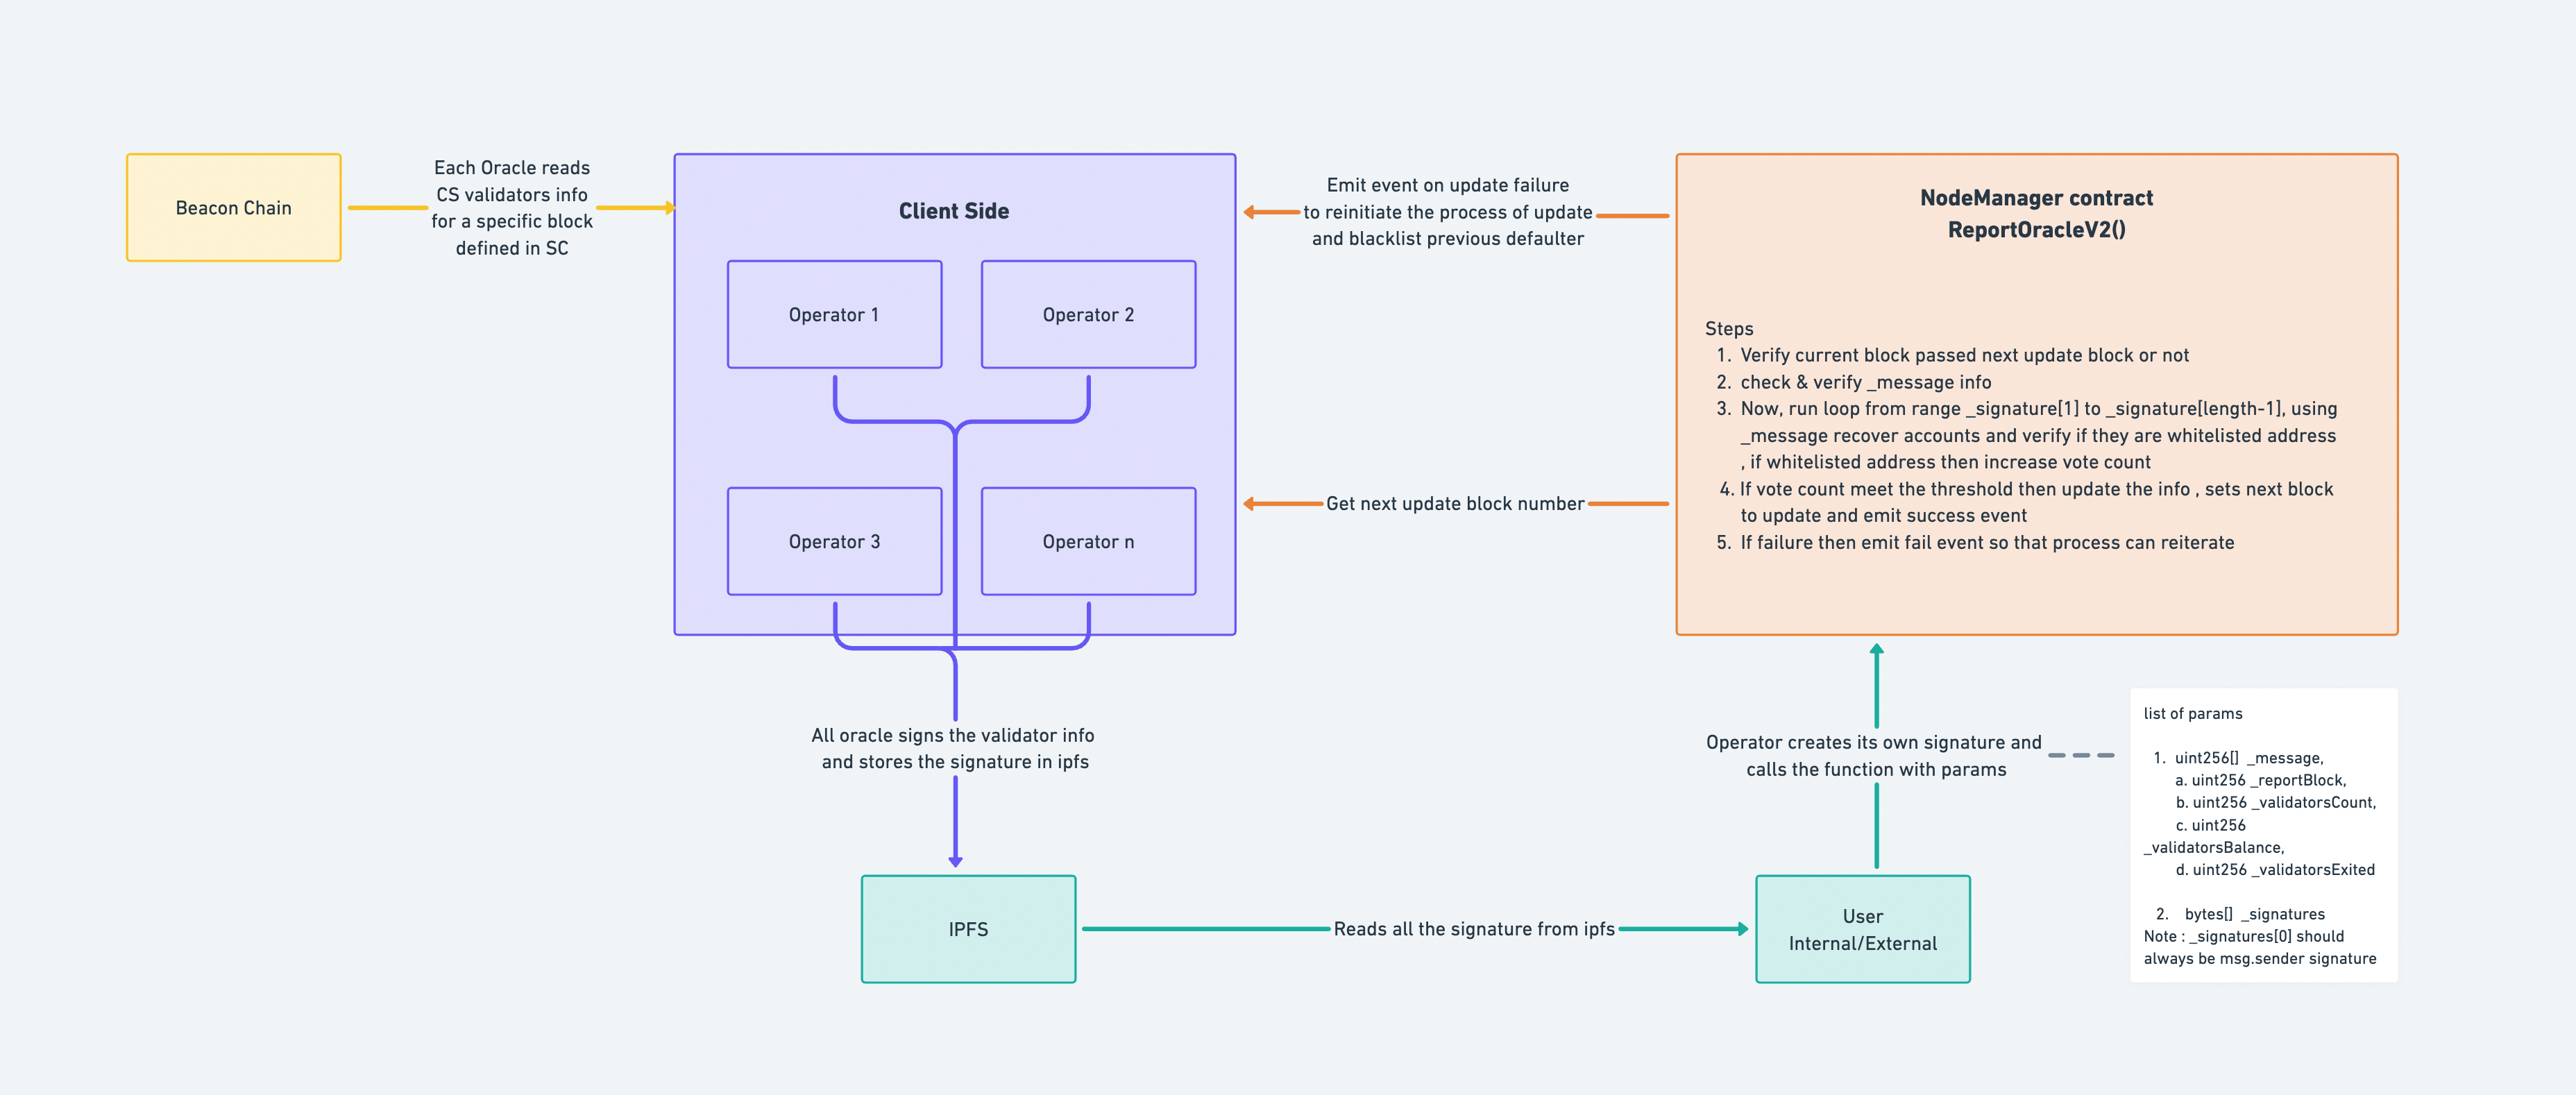 Beacon Chain
Each Oracle reads
CS validators info
for a specific block
defined in SC
Client Side
Operator 1
Operator 2
Operator 3
Operator n
Emit event on update failure
to reinitiate the process of update
and blacklist previous defaulter
Get next update block number
NodeManager contract
ReportOracleV2()
Steps
1. Verify current block passed next update block or not
2. check & verify _message info
3. Now, run loop from range _signature[1] to _signature[length-1], using
_message recover accounts and verify if they are whitelisted address
, if whitelisted address then increase vote count
4. If vote count meet the threshold then update the info , sets next block
to update and emit success event
5. If failure then emit fail event so that process can reiterate
All oracle signs the validator info
and stores the signature in ipfs
Operator creates its own signature and
calls the function with params
list of params
1. uint256[] _message,
a. uint256 _reportBlock,
b. uint256 _validatorsCount,
c. uint256
_validatorsBalance,
d. uint256 _validatorsExited
2. bytes[] _signatures
Note : _signatures[0] should
always be msg.sender signature
IPFS
Reads all the signature from ipfs
User
Internal/External